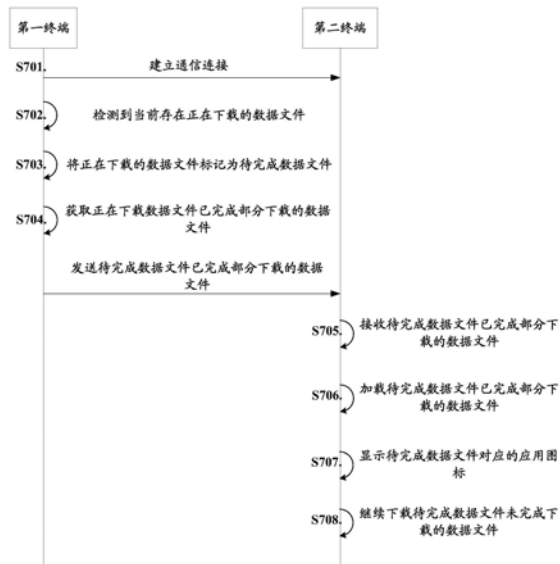 第一终端
第二终端
S701.
建立通信连接
S702.
检测到当前存在正在下载的数据文件
S703.
将正在下载的数据文件标记为待完成数据文件
S704.
获取正在下载数据文件已完成部分下载的数据
文件
发送待完成数据文件已完成部分下载的数据
文件
S705.
接收待完成数据文件已完成部分下
载的数据文件
S706.
加载待完成数据文件已完成部分下
载的数据文件
S707.
显示待完成数据文件对应的应用图
标
S708.
继续下载待完成数据文件未完成下
载的数据文件